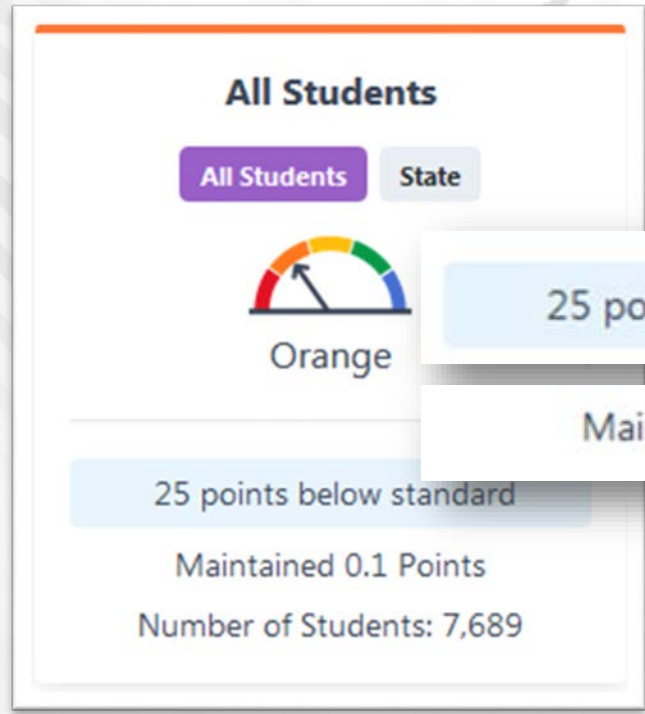 All Students
All Students State
Orange
25 po
Mai
25 points below standard
Maintained 0.1 Points
Number of Students: 7,689